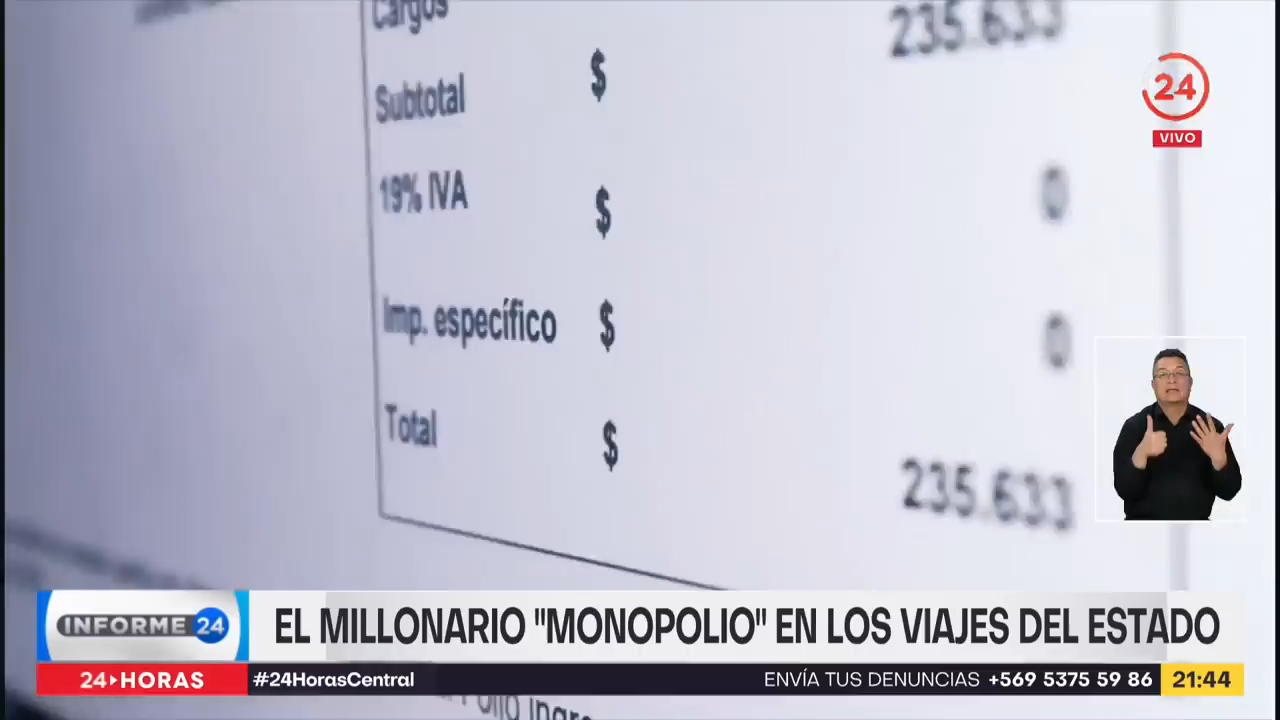 Cargos
235.633
Subtotal $
19% IVA $ 0
Imp. específico $ 0
Total $ 235.633
24
VIVO
INFORME 24
EL MILLONARIO "MONOPOLIO" EN LOS VIAJES DEL ESTADO
24 HORAS
#24HorasCentral
ENVÍA TUS DENUNCIAS +569 5375 59 86
21:44